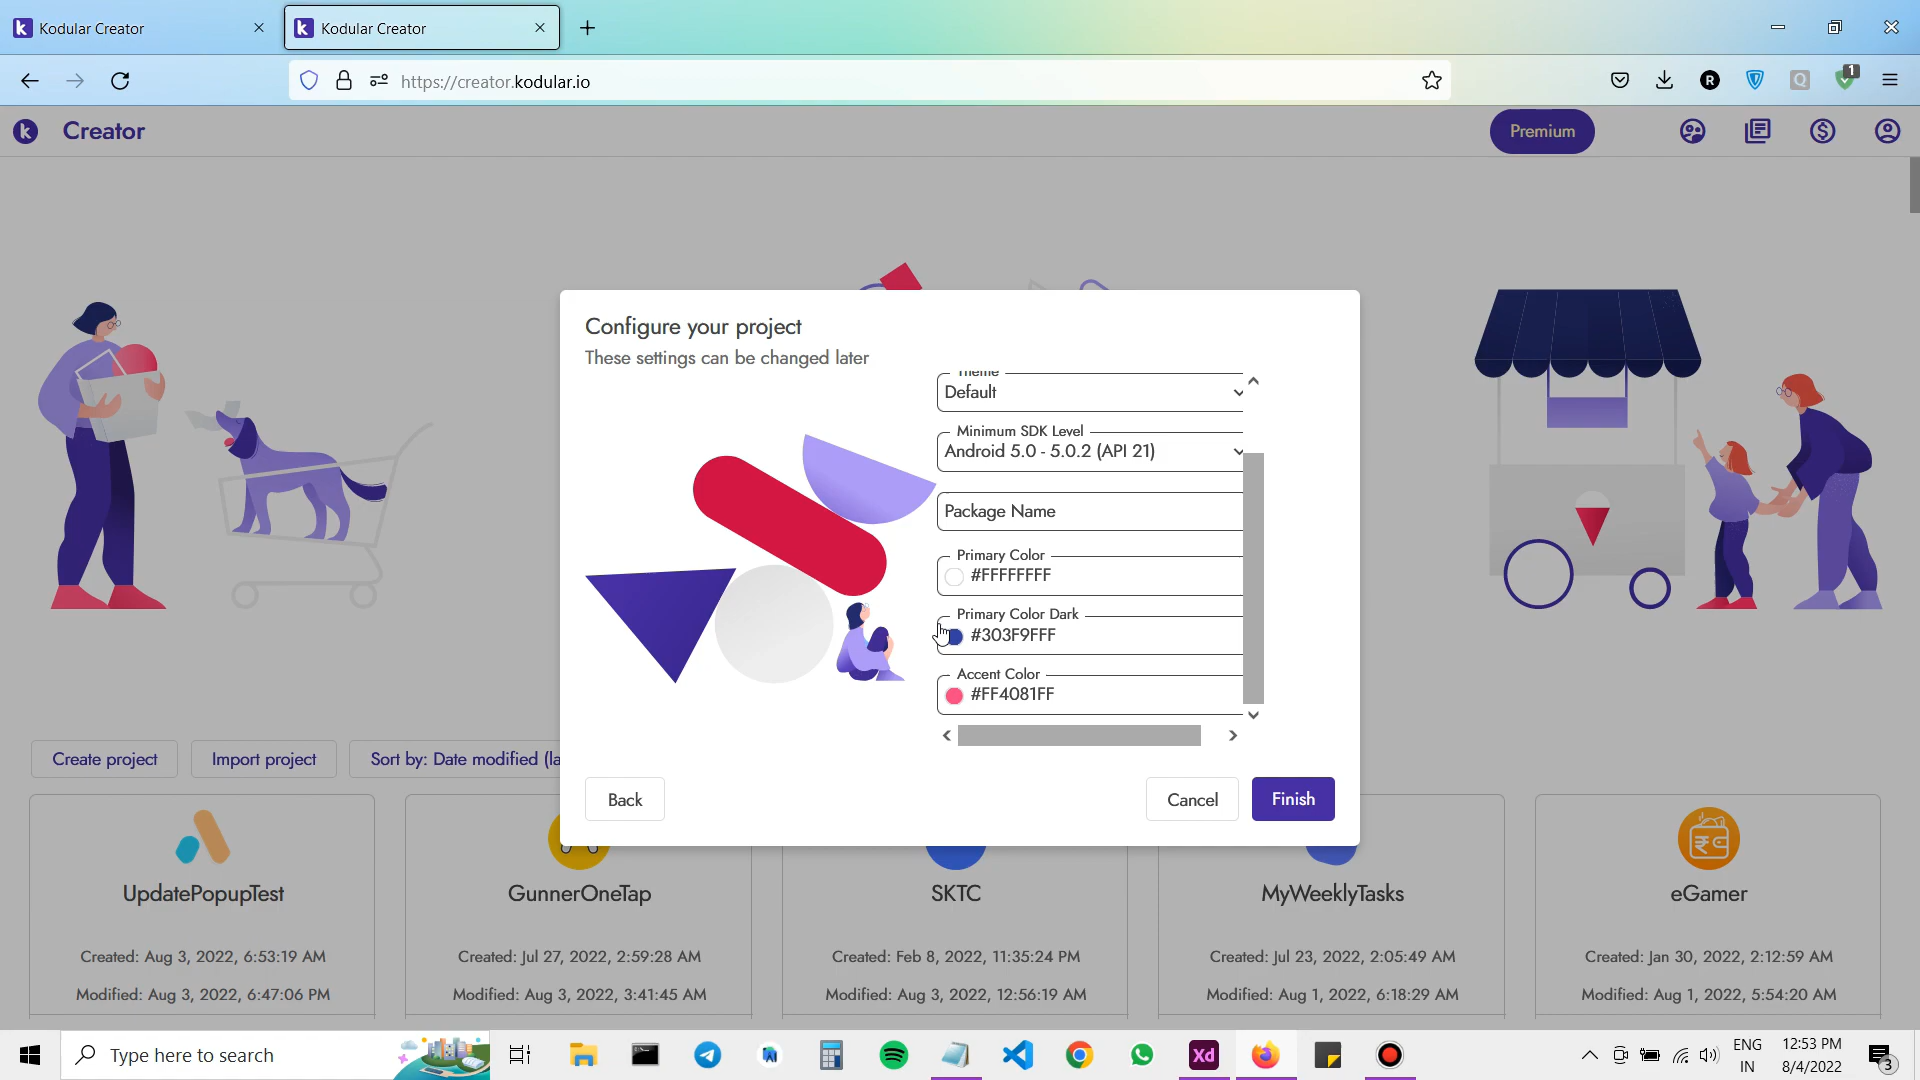 Kodular Creator
Kodular Creator
https://creator.kodular.io
1
Creator
Premium
Configure your project
These settings can be changed later
Theme
Default
Minimum SDK Level
Android 5.0 - 5.0.2 (API 21)
Package Name
Primary Color
#FFFFFFFF
Primary Color Dark
#303F9FFF
Accent Color
#FF4081FF
Create project
Import project
Sort by: Date modified (la
Back
Cancel
Finish
UpdatePopupTest
GunnerOneTap
SKTC
MyWeeklyTasks
eGamer
Created: Aug 3, 2022, 6:53:19 AM
Created: Jul 27, 2022, 2:59:28 AM
Created: Feb 8, 2022, 11:35:24 PM
Created: Jul 23, 2022, 2:05:49 AM
Created: Jan 30, 2022, 2:12:59 AM
Modified: Aug 3, 2022, 6:47:06 PM
Modified: Aug 3, 2022, 3:41:45 AM
Modified: Aug 3, 2022, 12:56:19 AM
Modified: Aug 1, 2022, 6:18:29 AM
Modified: Aug 1, 2022, 5:54:20 AM
Type here to search
Xd
ENG
IN
12:53 PM
8/4/2022
3